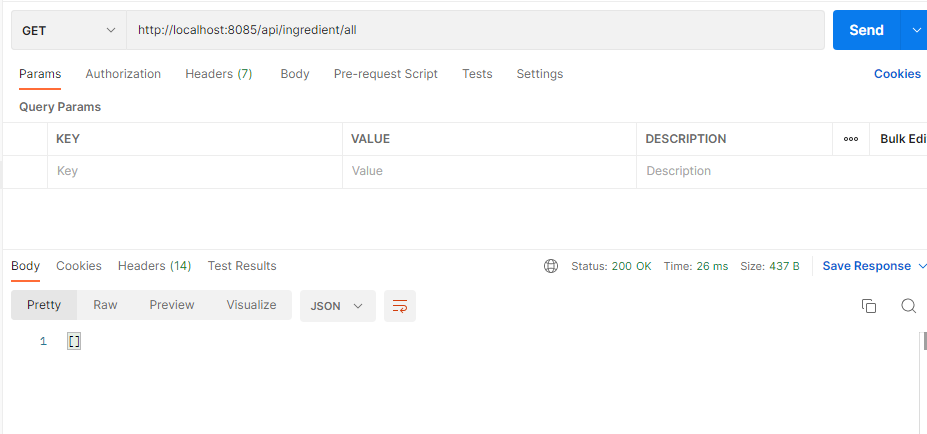 GET http://localhost:8085/api/ingredient/all Send
Params Authorization Headers (7) Body Pre-request Script Tests Settings Cookies
Query Params
KEY VALUE DESCRIPTION ooo Bulk Edi
Key Value Description
Body Cookies Headers (14) Test Results Status: 200 OK Time: 26 ms Size: 437 B Save Response
Pretty Raw Preview Visualize JSON
1 []